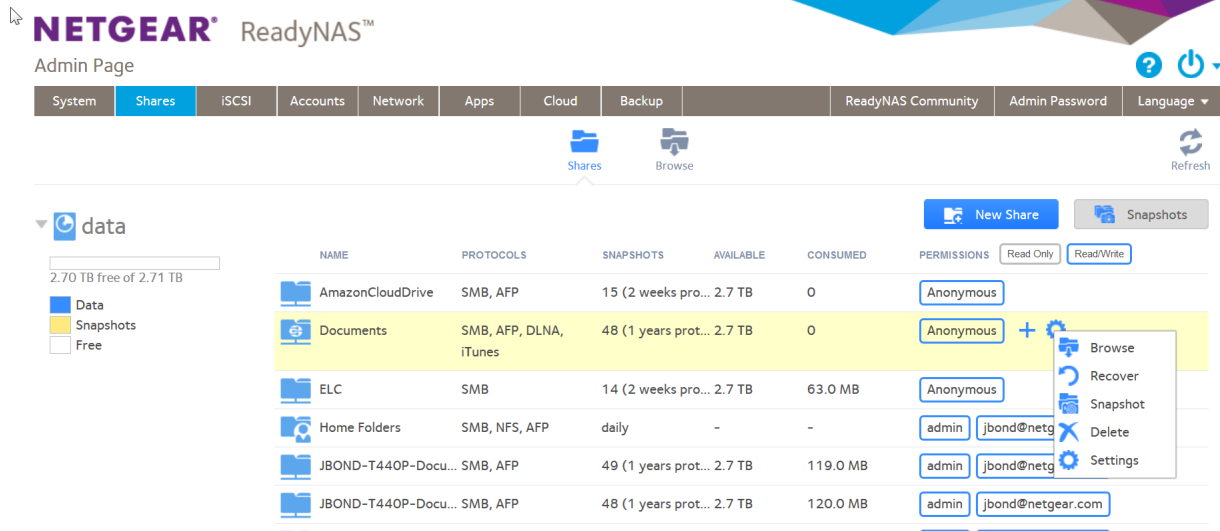 NETGEAR® ReadyNAS™
Admin Page
System Shares iSCSI Accounts Network Apps Cloud Backup ReadyNAS Community Admin Password Language
Shares Browse Refresh
data
New Share Snapshots
2.70 TB free of 2.71 TB
Data
Snapshots
Free
NAME PROTOCOLS SNAPSHOTS AVAILABLE CONSUMED PERMISSIONS Read Only Read/Write
AmazonCloudDrive SMB, AFP 15 (2 weeks pro... 2.7 TB 0 Anonymous
Documents SMB, AFP, DLNA, 48 (1 years prot... 2.7 TB 0 Anonymous
iTunes
ELC SMB 14 (2 weeks pro... 2.7 TB 63.0 MB Anonymous
Home Folders SMB, NFS, AFP daily - - admin jbond@netg
JBOND-T440P-Docu... SMB, AFP 49 (1 years prot... 2.7 TB 119.0 MB admin jbond@netg
JBOND-T440P-Docu... SMB, AFP 48 (1 years prot... 2.7 TB 120.0 MB admin jbond@netgear.com
Browse
Recover
Snapshot
Delete
Settings